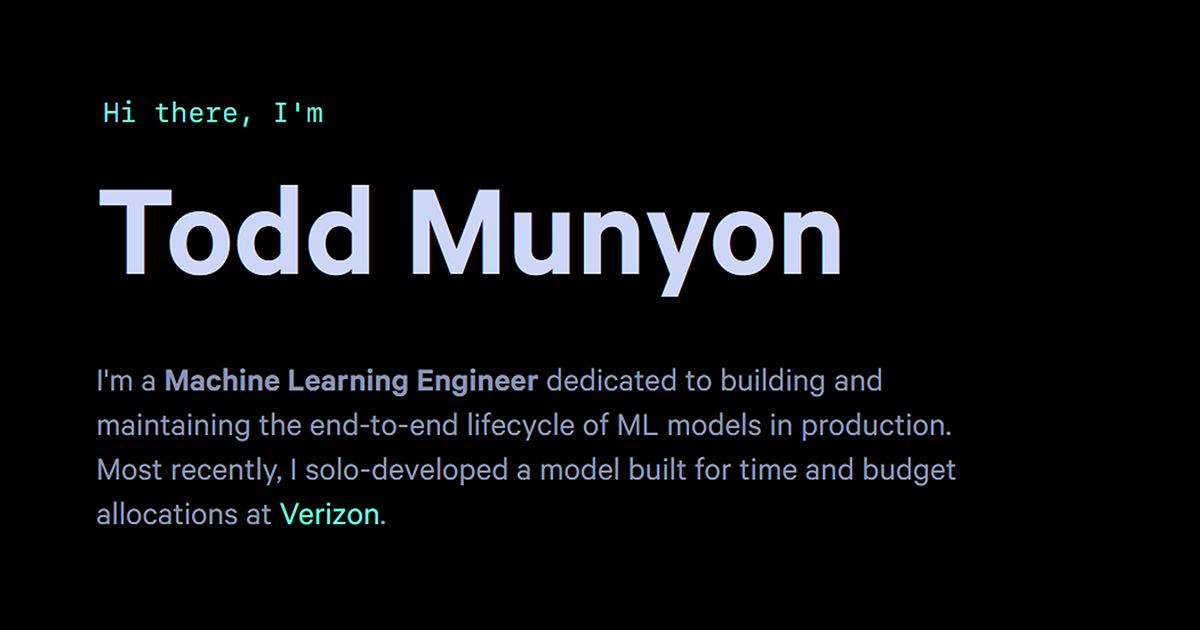 Hi there, I'm
Todd Munyon
I'm a Machine Learning Engineer dedicated to building and
maintaining the end-to-end lifecycle of ML models in production.
Most recently, I solo-developed a model built for time and budget
allocations at Verizon.